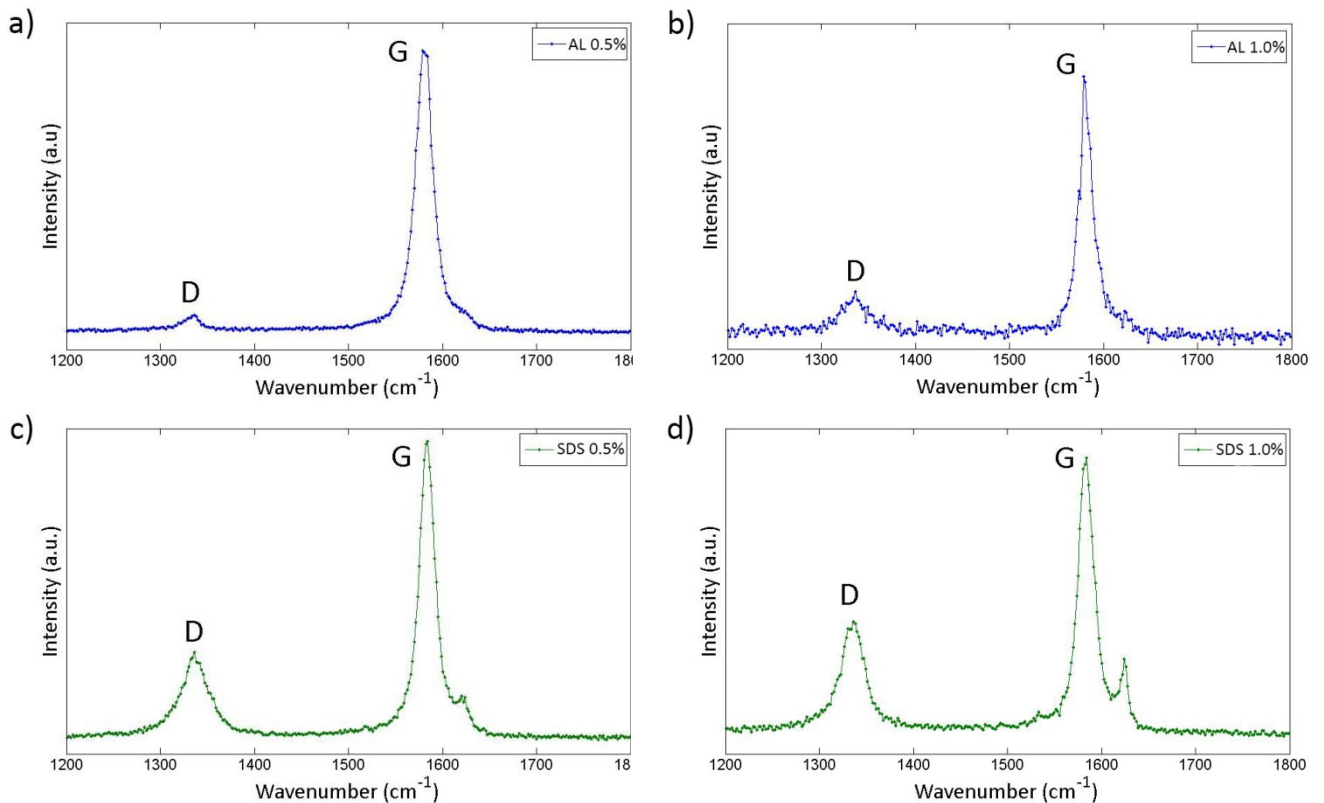 a)
G
AL 0.5%
D
Intensity (a.u)
1200 1300 1400 1500 1600 1700 180
Wavenumber (cm⁻¹)
b)
G
AL 1.0%
D
Intensity (a.u)
1200 1300 1400 1500 1600 1700 1800
Wavenumber (cm⁻¹)
c)
G
SDS 0.5%
D
Intensity (a.u.)
1200 1300 1400 1500 1600 1700 180
Wavenumber (cm⁻¹)
d)
G
SDS 1.0%
D
Intensity (a.u.)
1200 1300 1400 1500 1600 1700 1800
Wavenumber (cm⁻¹)